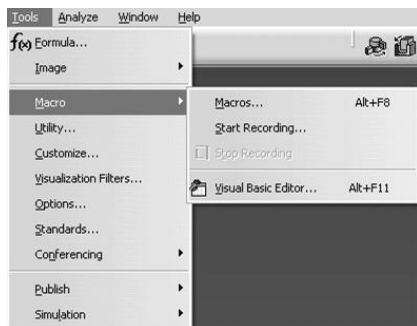 Tools Analyze Window Help
f(x) Formula...
Image
Macro
Macros... Alt+F8
Utility...
Start Recording...
Customize...
Stop Recording
Visualization Filters...
Visual Basic Editor... Alt+F11
Options...
Standards...
Conferencing
Publish
Simulation